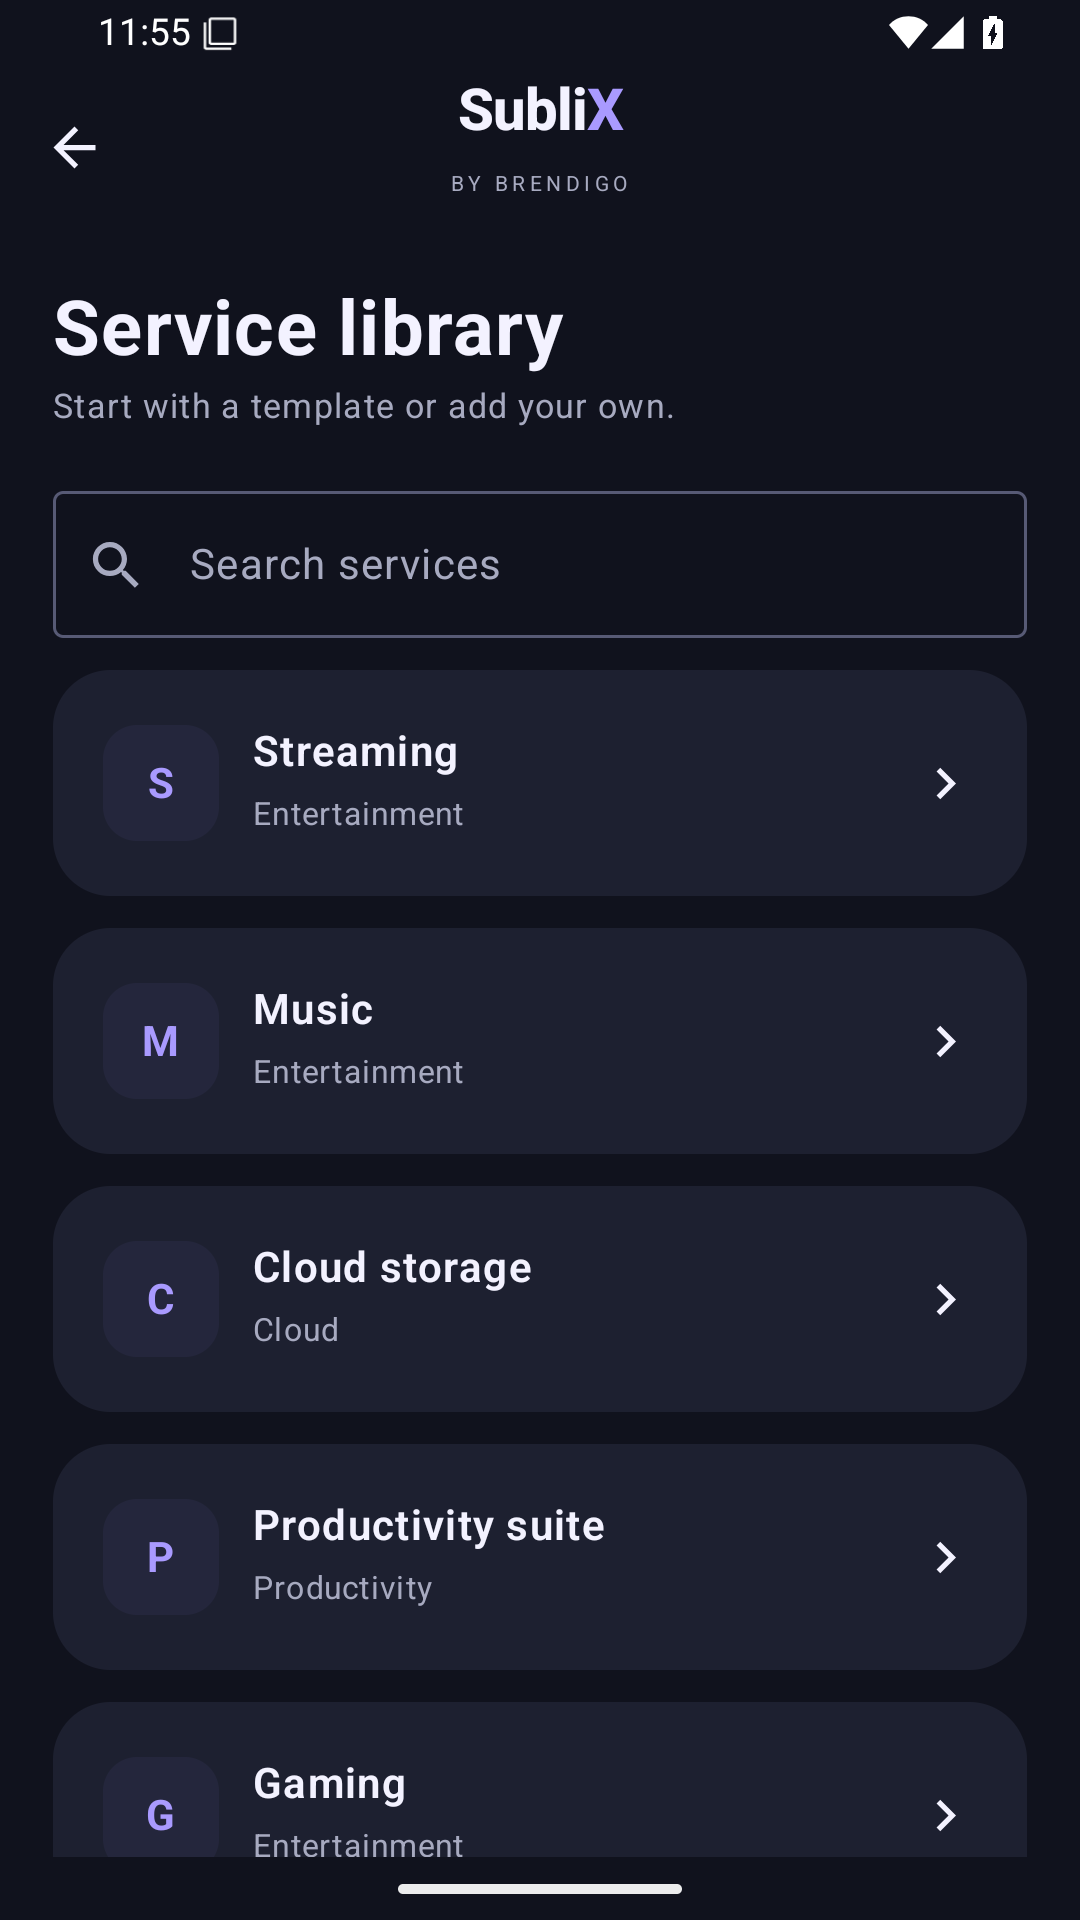 11:55
SubliX
BY BRENDIGO
Service library
Start with a template or add your own.
Search services
S
Streaming
Entertainment
M
Music
Entertainment
C
Cloud storage
Cloud
P
Productivity suite
Productivity
G
Gaming
Entertainment